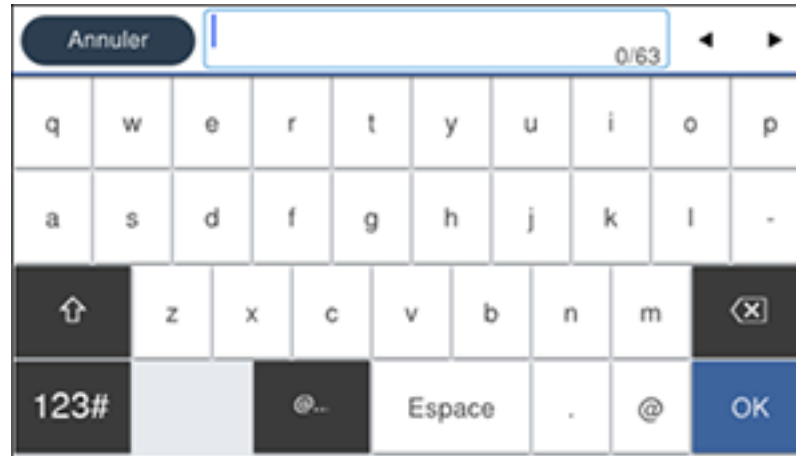 Annuler
0/63
q w e r t y u i o p
a s d f g h j k l -
z x c v b n m
123# @... Espace . @ OK